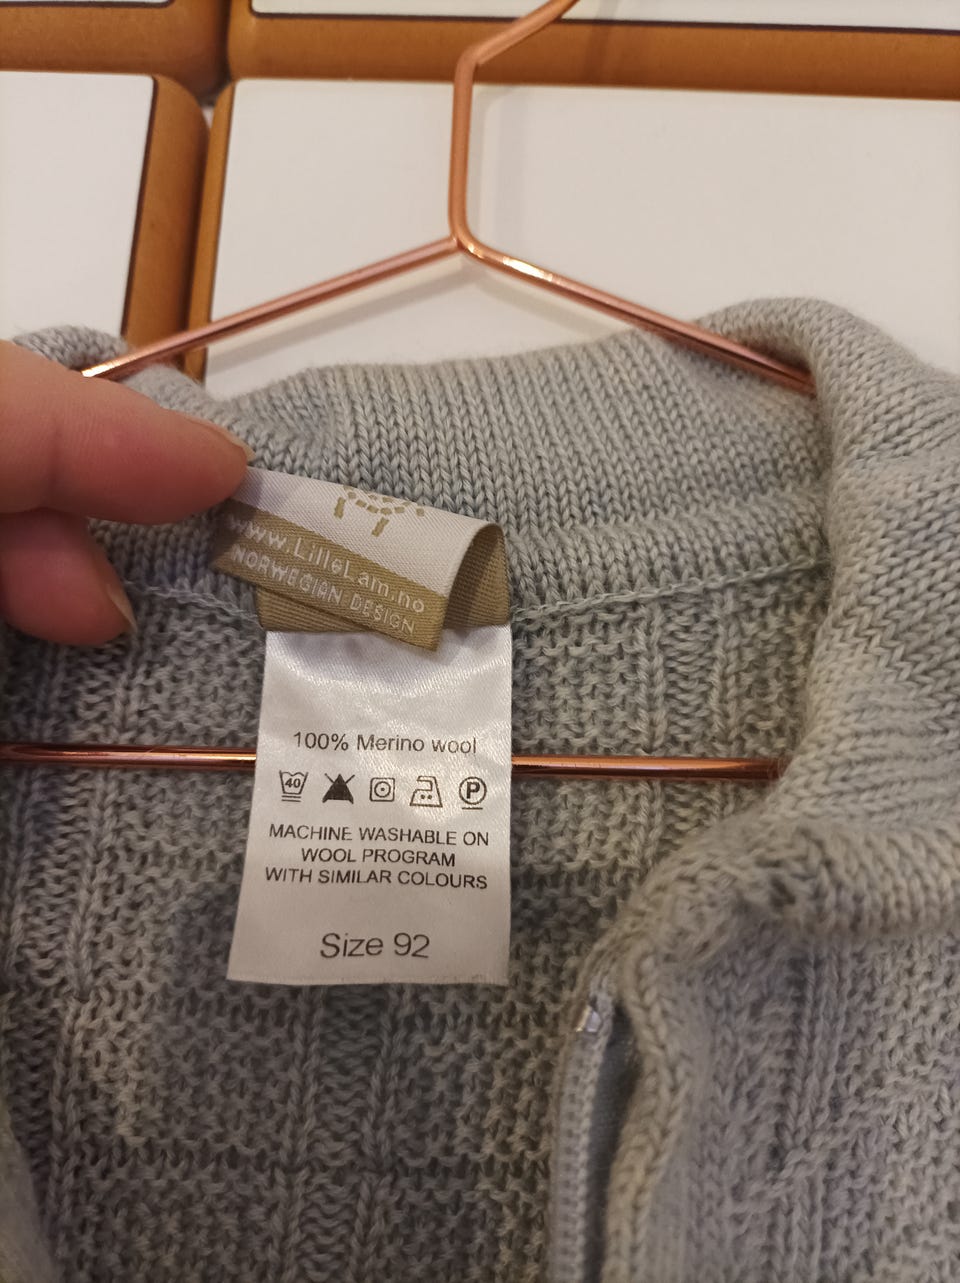 www.LilleLam.no
NORWEGIAN DESIGN
100% Merino wool
40 P
MACHINE WASHABLE ON
WOOL PROGRAM
WITH SIMILAR COLOURS
Size 92